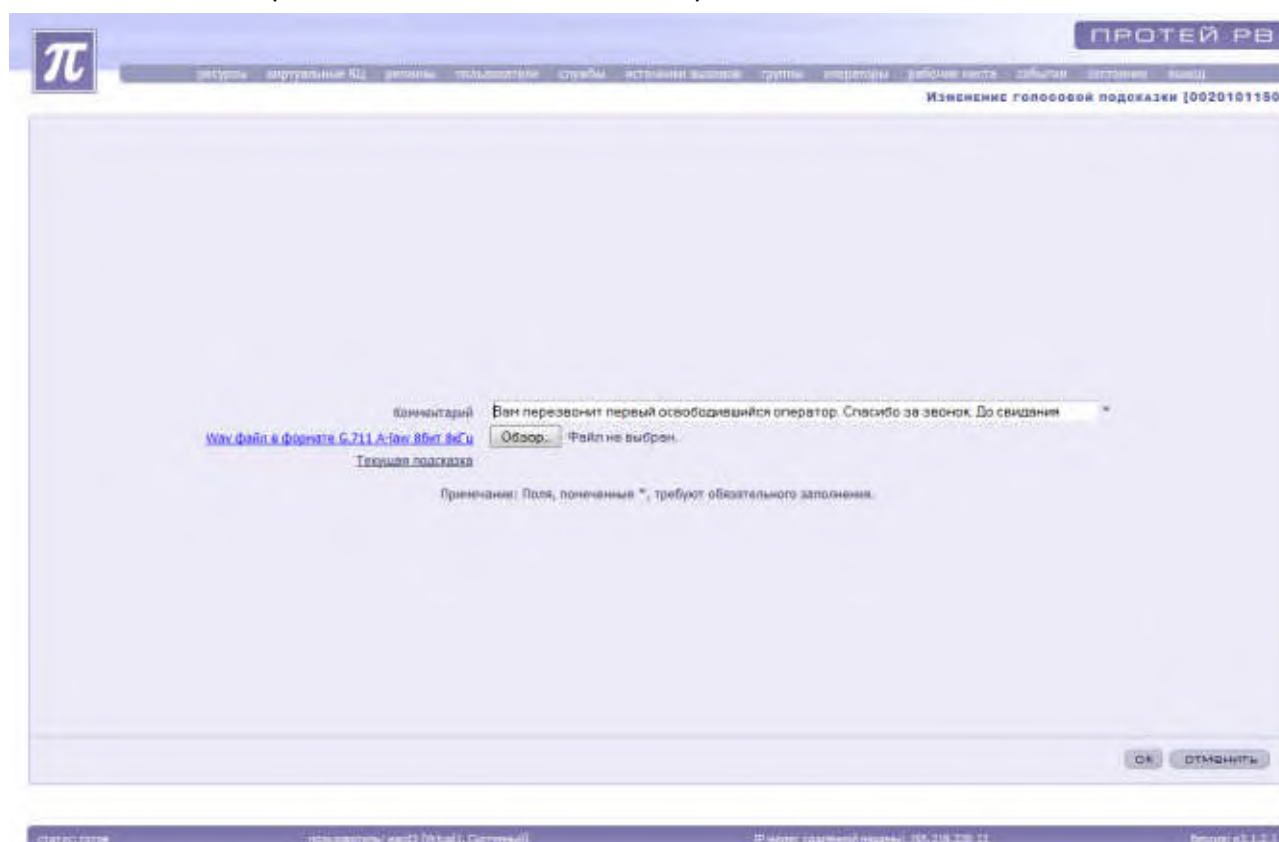 π
ПРОТЕЙ РВ
ресурсы виртуальные КЦ регионы пользователи службы источники вызовов группы операторы рабочие места события состояние выход
Изменение голосовой подсказки [0020101150
Комментарий Вам перезвонит первый освободившийся оператор. Спасибо за звонок. До свидания *
Wav файл в формате G.711 A-law 8бит 8кГц Обзор.. Файл не выбран.
Текущая подсказка
Примечание: Поля, помеченные *, требуют обязательного заполнения.
ОК ОТМЕНИТЬ